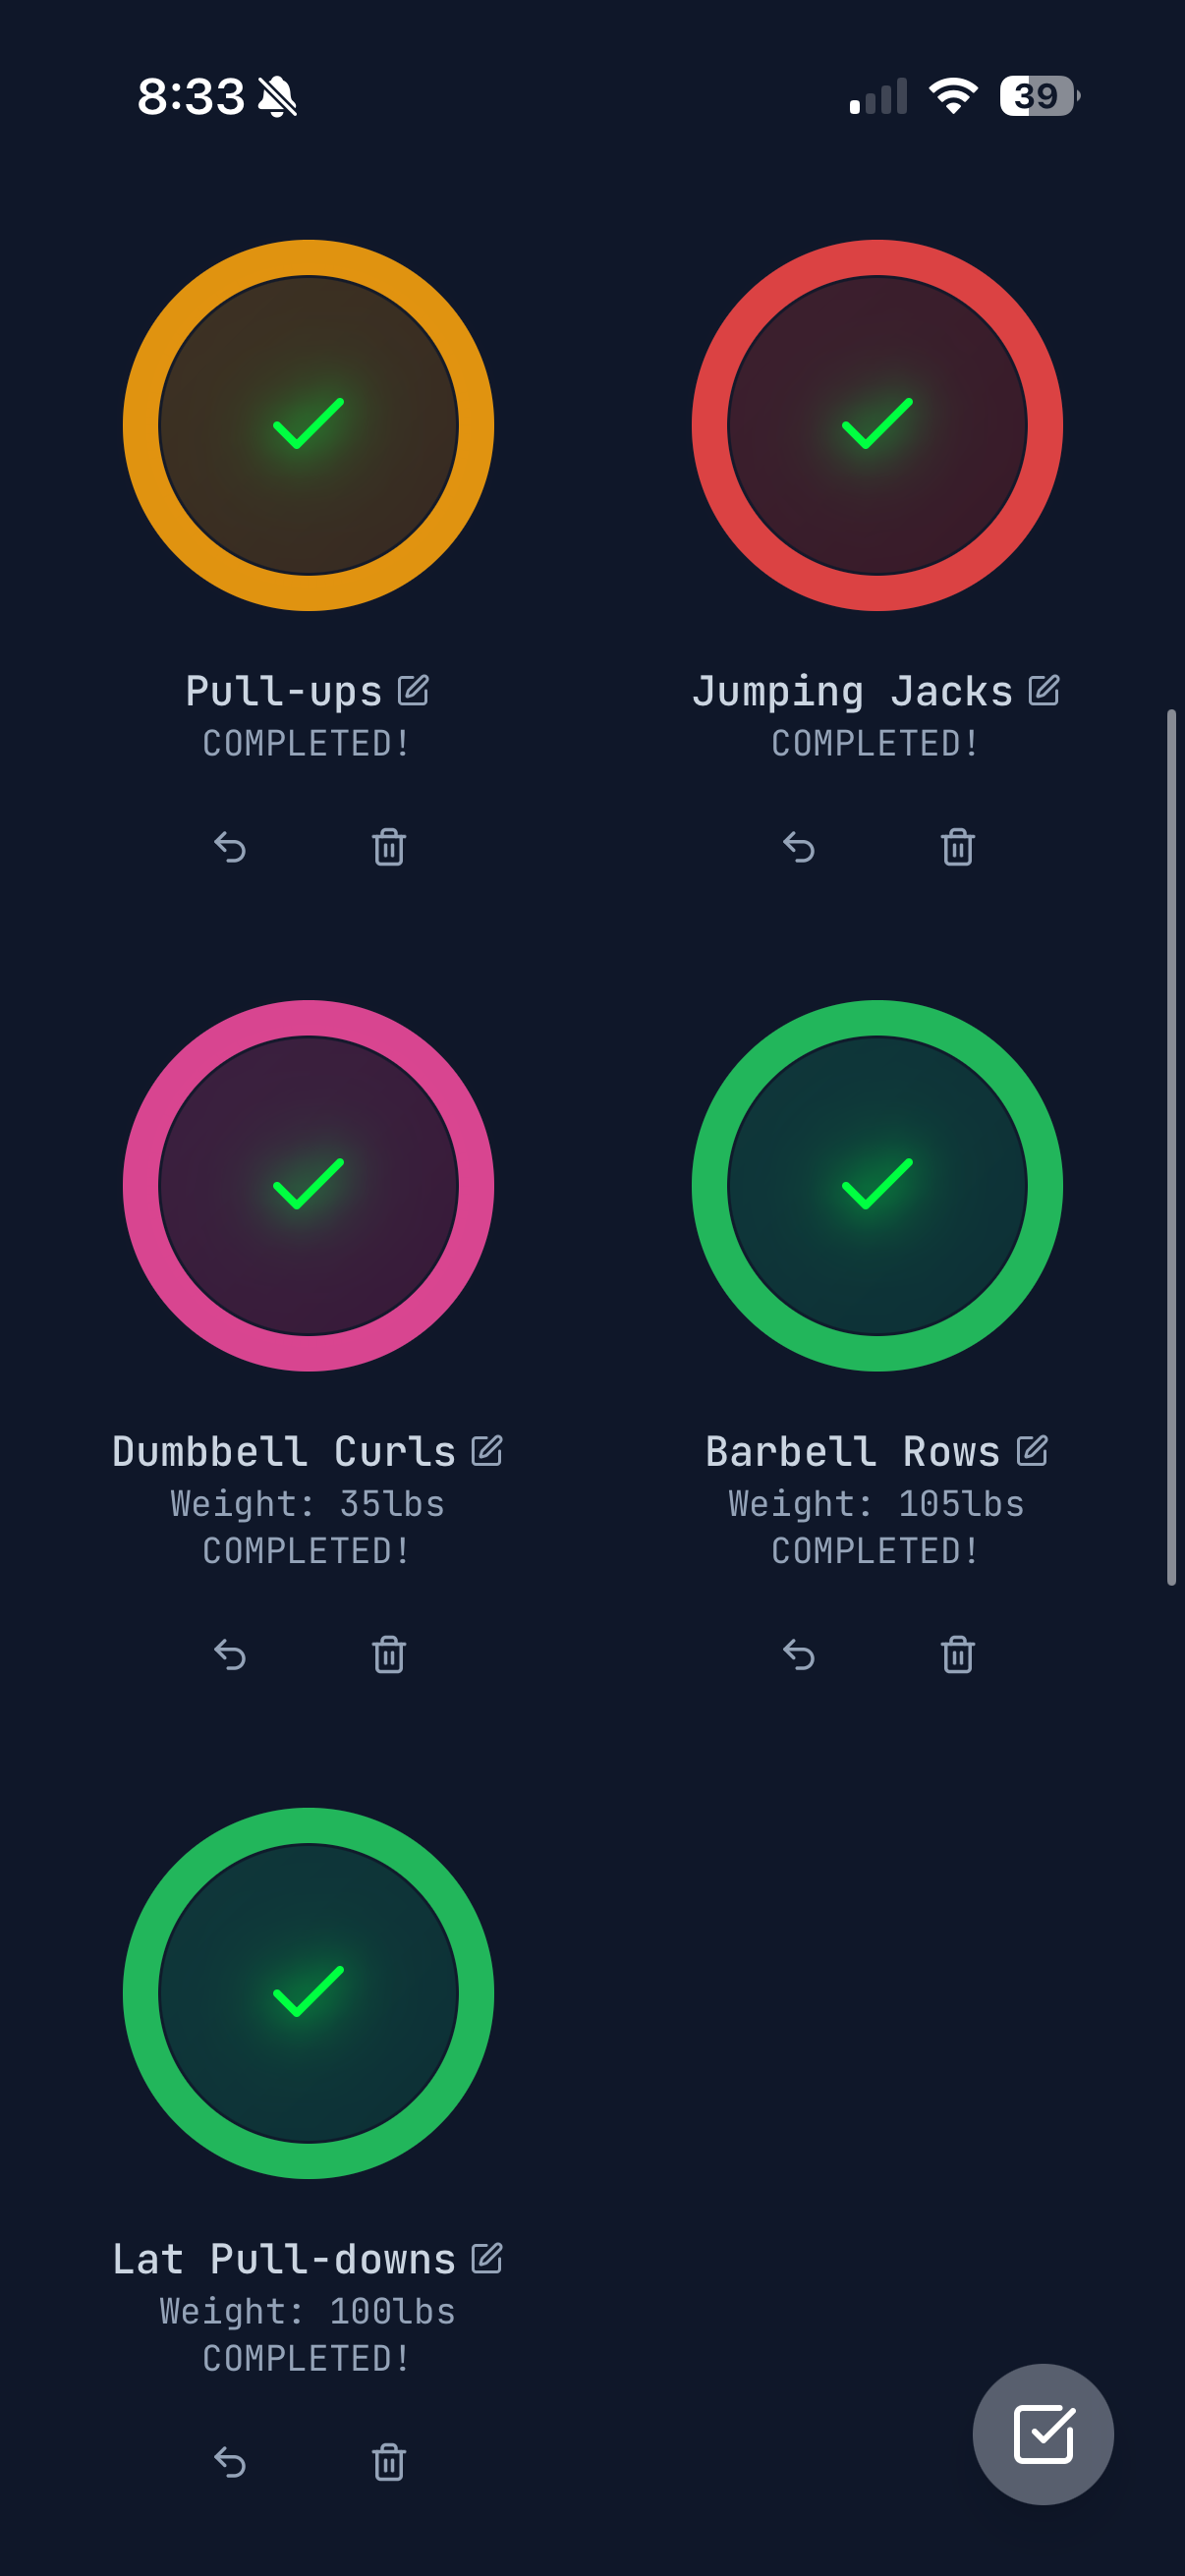 8:33
39
Pull-ups
COMPLETED!
Jumping Jacks
COMPLETED!
Dumbbell Curls
Weight: 35lbs
COMPLETED!
Barbell Rows
Weight: 105lbs
COMPLETED!
Lat Pull-downs
Weight: 100lbs
COMPLETED!